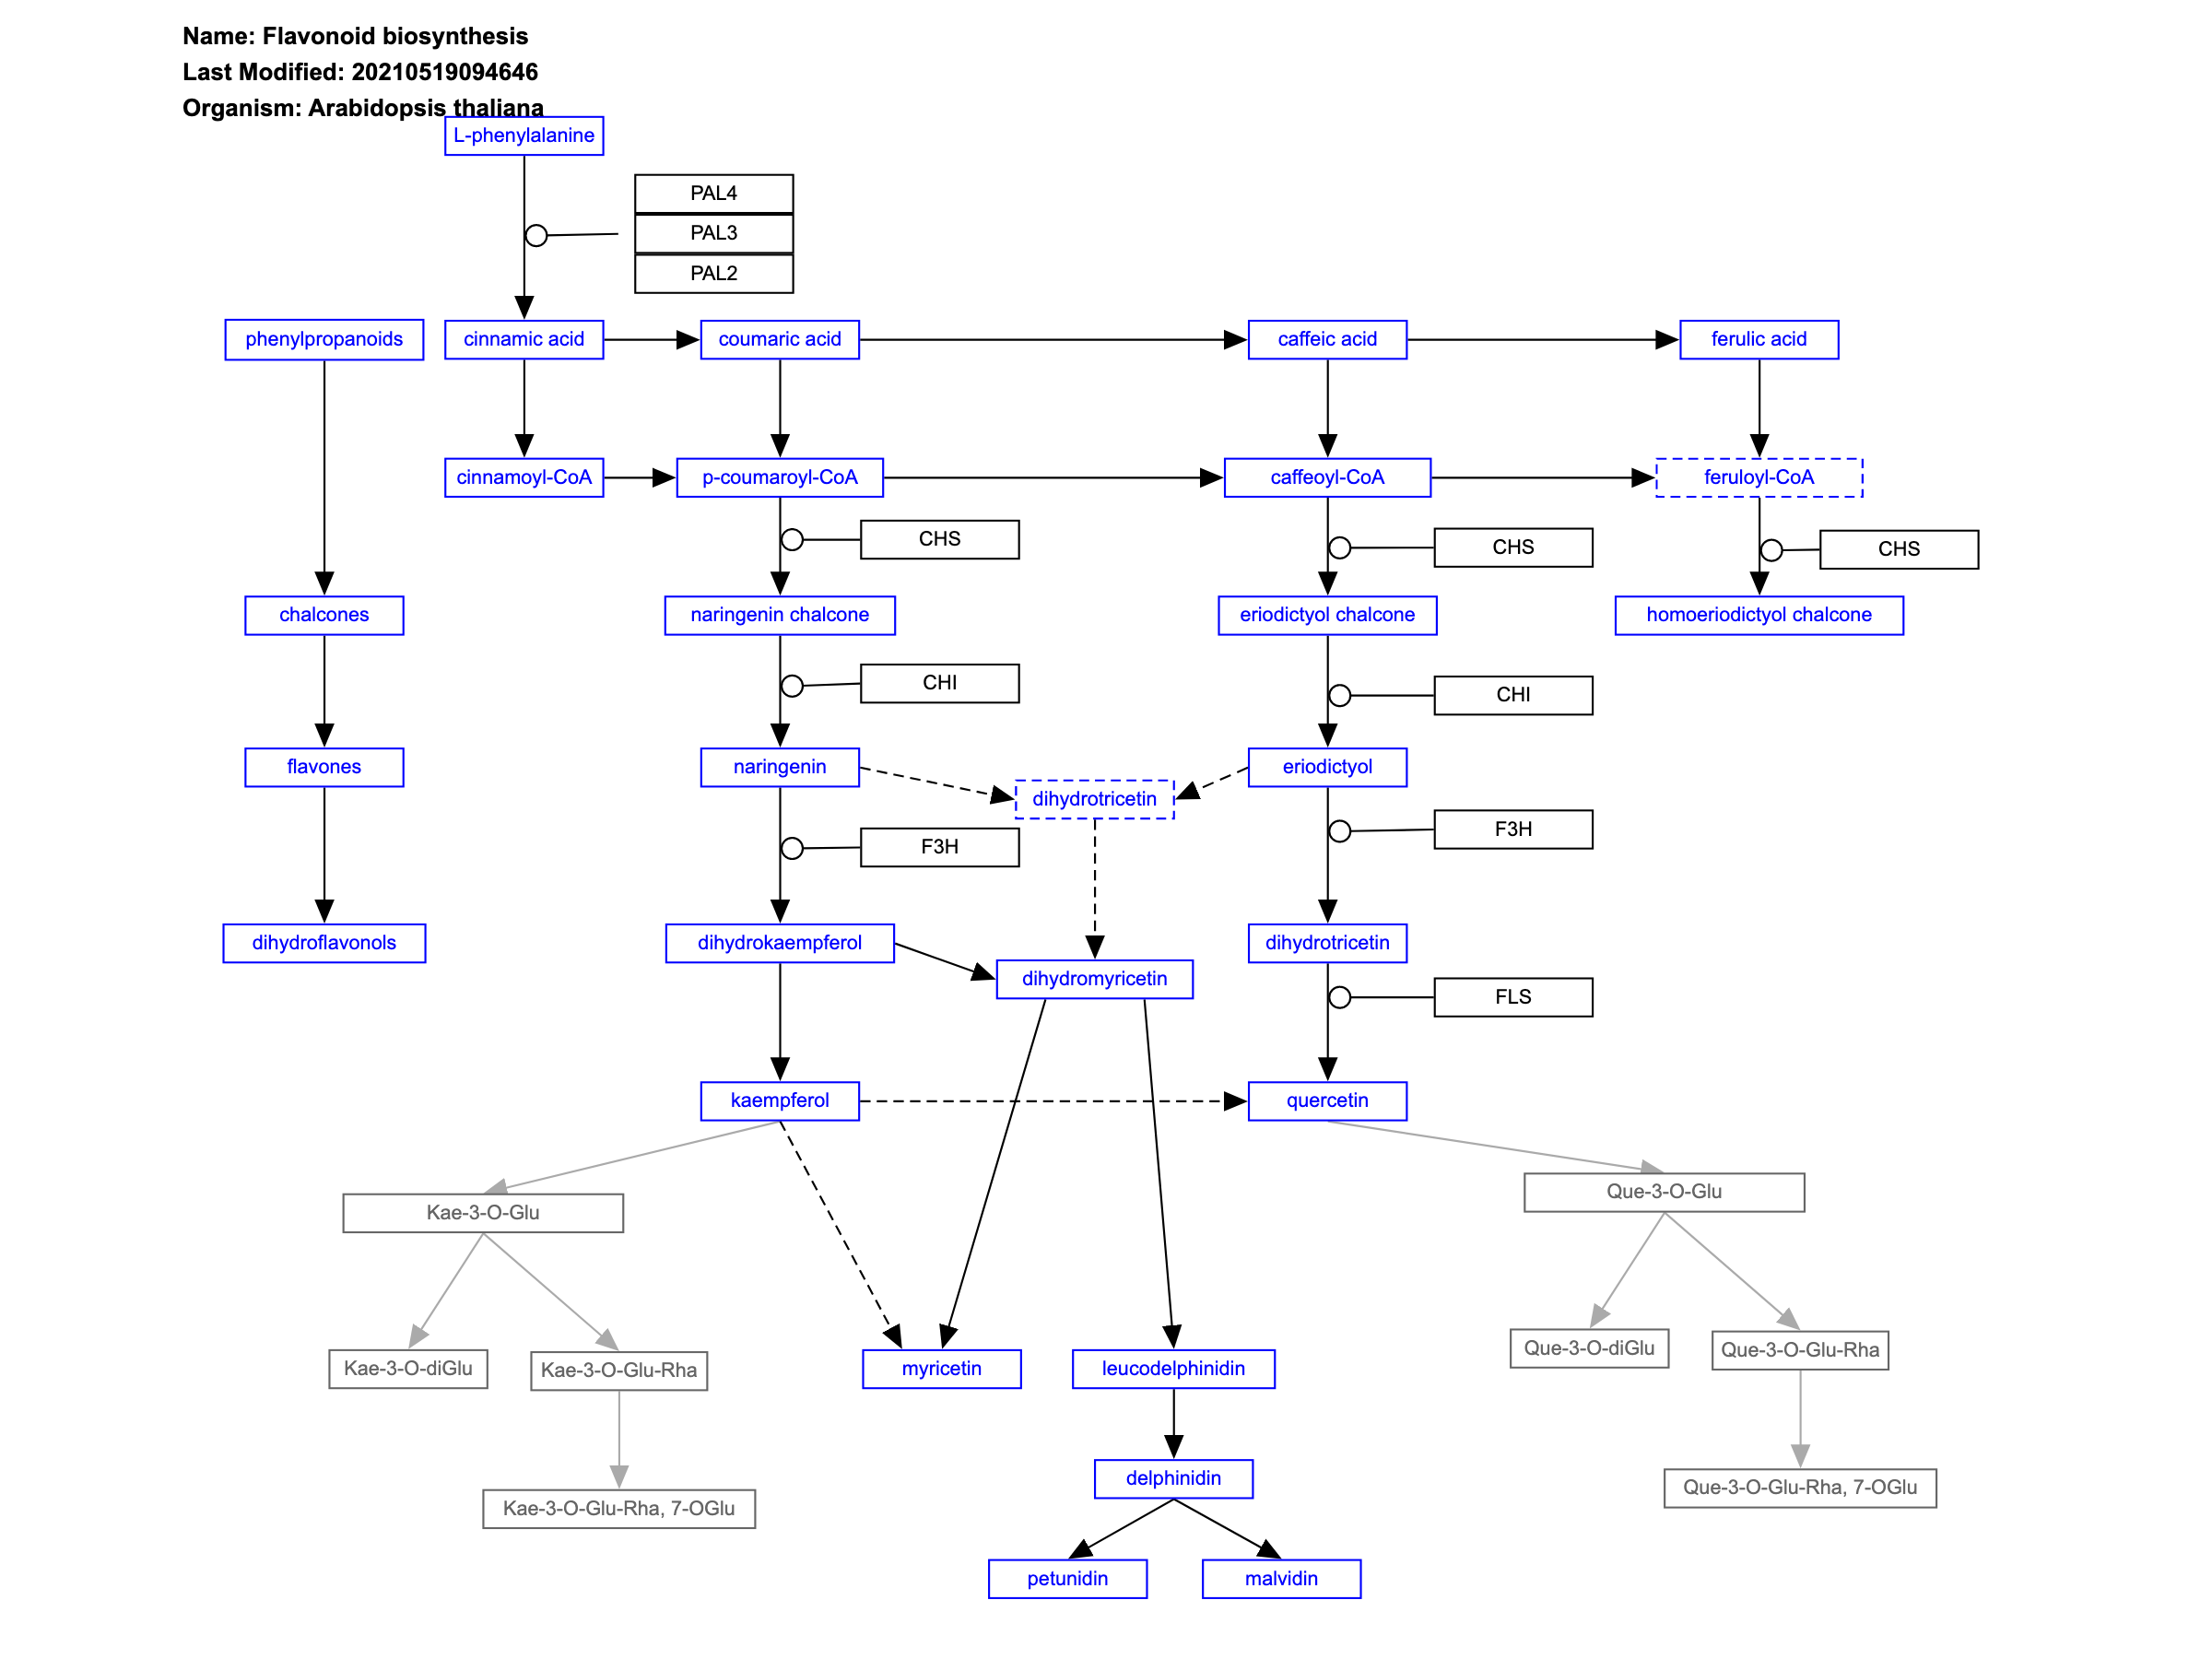 Name: Flavonoid biosynthesis
Last Modified: 20210519094646
Organism: Arabidopsis thaliana
L-phenylalanine
PAL4
PAL3
PAL2
phenylpropanoids
cinnamic acid
coumaric acid
caffeic acid
ferulic acid
cinnamoyl-CoA
p-coumaroyl-CoA
caffeoyl-CoA
feruloyl-CoA
CHS
CHS
CHS
chalcones
naringenin chalcone
eriodictyol chalcone
homoeriodictyol chalcone
CHI
CHI
flavones
naringenin
eriodictyol
dihydrotricetin
F3H
F3H
dihydroflavonols
dihydrokaempferol
dihydrotricetin
dihydromyricetin
FLS
kaempferol
quercetin
Kae-3-O-Glu
Que-3-O-Glu
Kae-3-O-diGlu
Kae-3-O-Glu-Rha
myricetin
leucodelphinidin
Que-3-O-diGlu
Que-3-O-Glu-Rha
delphinidin
Kae-3-O-Glu-Rha, 7-OGlu
Que-3-O-Glu-Rha, 7-OGlu
petunidin
malvidin